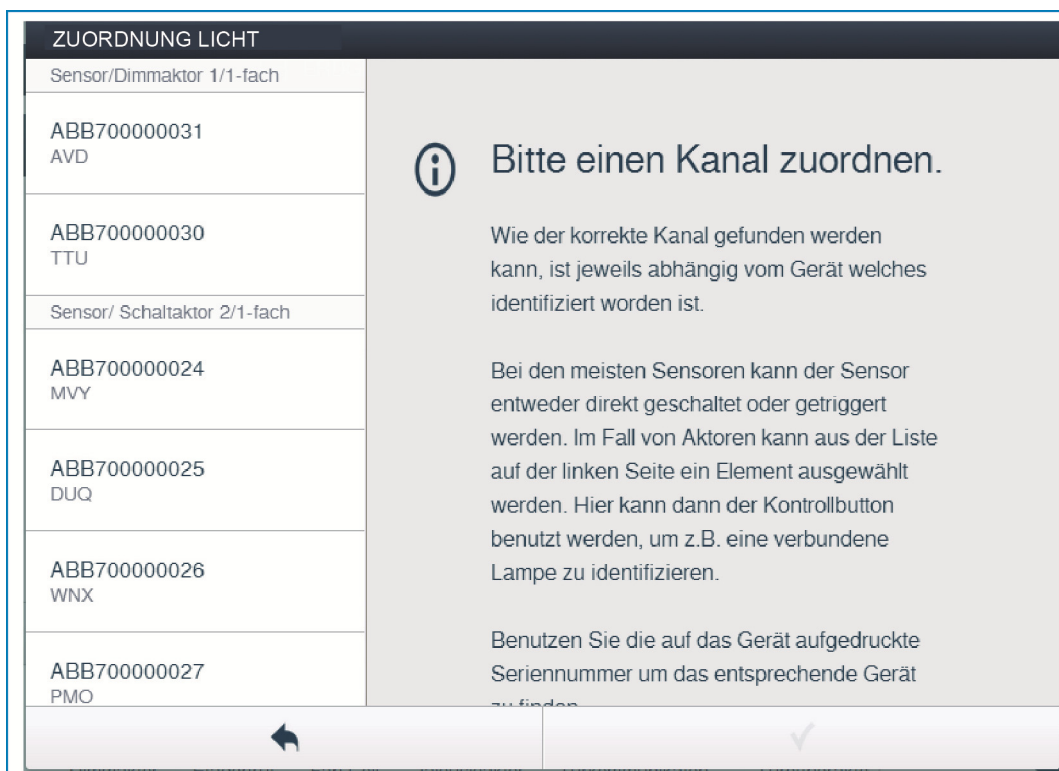 ZUORDNUNG LICHT
Sensor/Dimmaktor 1/1-fach
ABB700000031
AVD
ABB700000030
TTU
Sensor/ Schaltaktor 2/1-fach
ABB700000024
MVY
ABB700000025
DUQ
ABB700000026
WNX
ABB700000027
PMO
Bitte einen Kanal zuordnen.
Wie der korrekte Kanal gefunden werden
kann, ist jeweils abhängig vom Gerät welches
identifiziert worden ist.
Bei den meisten Sensoren kann der Sensor
entweder direkt geschaltet oder getriggert
werden. Im Fall von Aktoren kann aus der Liste
auf der linken Seite ein Element ausgewählt
werden. Hier kann dann der Kontrollbutton
benutzt werden, um z.B. eine verbundene
Lampe zu identifizieren.
Benutzen Sie die auf das Gerät aufgedruckte
Seriennummer um das entsprechende Gerät
zu finden